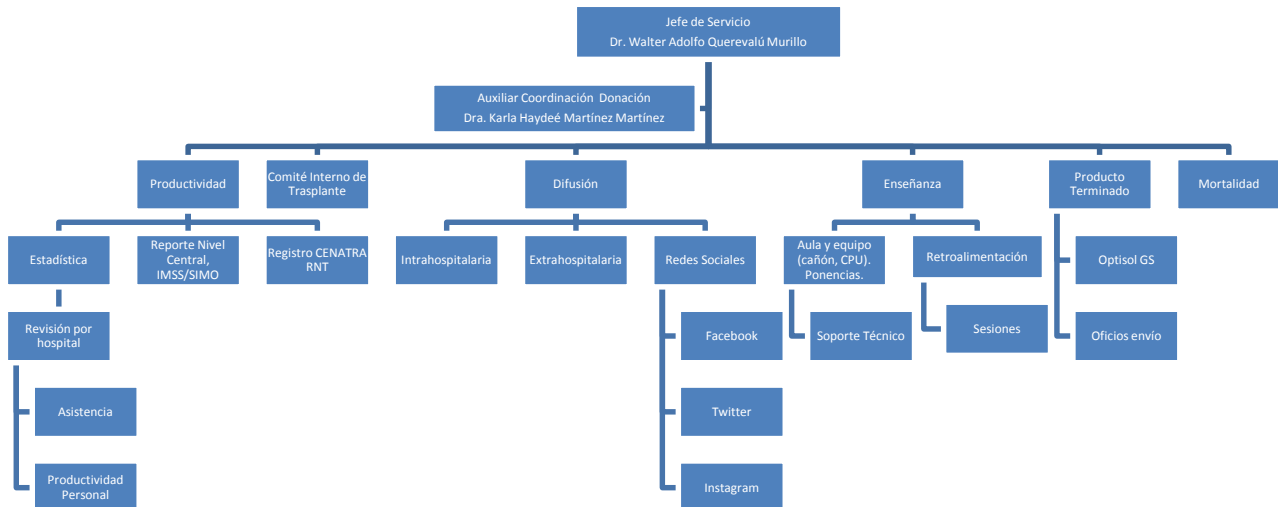 Jefe de Servicio
Dr. Walter Adolfo Querevalú Murillo
Auxiliar Coordinación Donación
Dra. Karla Haydeé Martínez Martínez
Productividad
Comité Interno de
Trasplante
Difusión
Enseñanza
Producto
Terminado
Mortalidad
Estadística
Reporte Nivel
Central,
IMSS/SIMO
Registro CENATRA
RNT
Intrahospitalaria
Extrahospitalaria
Redes Sociales
Aula y equipo
(cañón, CPU).
Ponencias.
Retroalimentación
Optisol GS
Revisión por
hospital
Facebook
Soporte Técnico
Sesiones
Oficios envío
Asistencia
Twitter
Productividad
Personal
Instagram